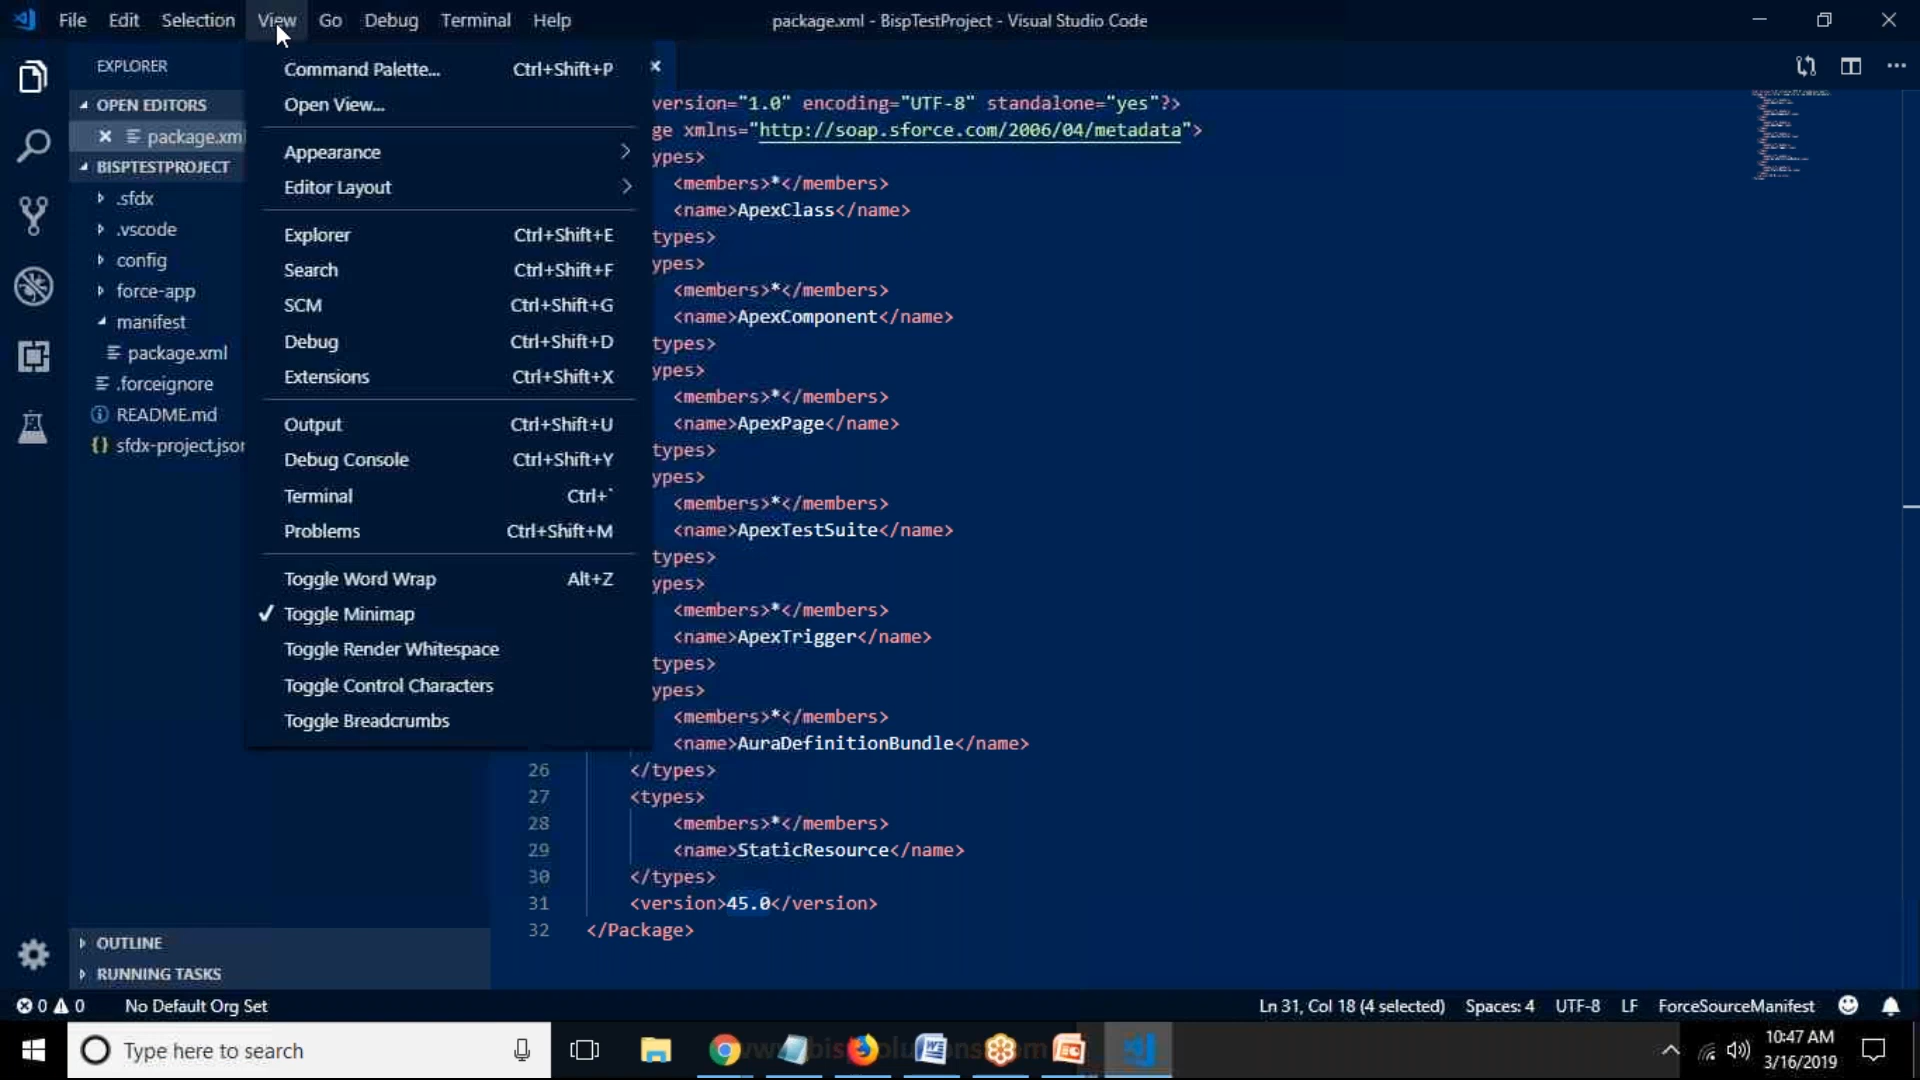 File Edit Selection View Go Debug Terminal Help package.xml - BispTestProject - Visual Studio Code
EXPLORER
OPEN EDITORS
package.xml
BISPTESTPROJECT
.sfdx
.vscode
config
force-app
manifest
package.xml
.forceignore
README.md
sfdx-project.json
OUTLINE
RUNNING TASKS
Command Palette... Ctrl+Shift+P
Open View...
Appearance
Editor Layout
Explorer Ctrl+Shift+E
Search Ctrl+Shift+F
SCM Ctrl+Shift+G
Debug Ctrl+Shift+D
Extensions Ctrl+Shift+X
Output Ctrl+Shift+U
Debug Console Ctrl+Shift+Y
Terminal Ctrl+`
Problems Ctrl+Shift+M
Toggle Word Wrap Alt+Z
Toggle Minimap
Toggle Render Whitespace
Toggle Control Characters
Toggle Breadcrumbs
version="1.0" encoding="UTF-8" standalone="yes"?>
ge xmlns="http://soap.sforce.com/2006/04/metadata">
ypes>
<members>*</members>
<name>ApexClass</name>
types>
ypes>
<members>*</members>
<name>ApexComponent</name>
types>
ypes>
<members>*</members>
<name>ApexPage</name>
types>
ypes>
<members>*</members>
<name>ApexTestSuite</name>
types>
ypes>
<members>*</members>
<name>ApexTrigger</name>
types>
ypes>
<members>*</members>
<name>AuraDefinitionBundle</name>
26 </types>
27 <types>
28 <members>*</members>
29 <name>StaticResource</name>
30 </types>
31 <version>45.0</version>
32 </Package>
0 0 No Default Org Set Ln 31, Col 18 (4 selected) Spaces: 4 UTF-8 LF ForceSourceManifest
Type here to search
10:47 AM
3/16/2019